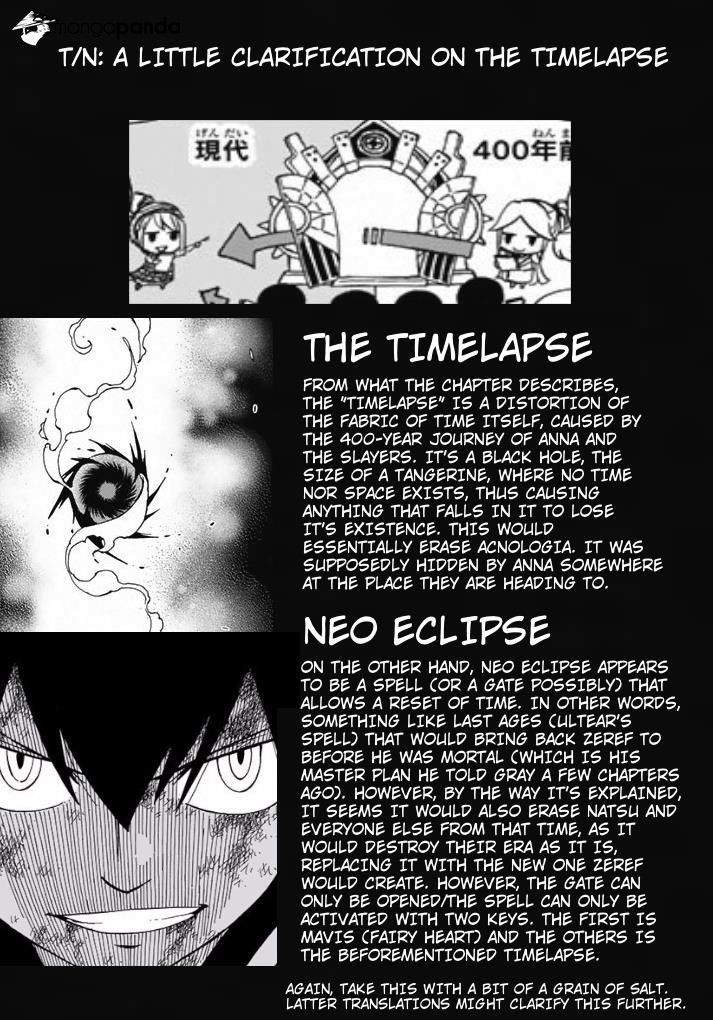 mangapanda
T/N: A LITTLE CLARIFICATION ON THE TIMELAPSE
げん だい
現代
ねん ま
400年前
THE TIMELAPSE
FROM WHAT THE CHAPTER DESCRIBES,
THE "TIMELAPSE" IS A DISTORTION OF
THE FABRIC OF TIME ITSELF, CAUSED BY
THE 400-YEAR JOURNEY OF ANNA AND
THE SLAYERS. IT'S A BLACK HOLE, THE
SIZE OF A TANGERINE, WHERE NO TIME
NOR SPACE EXISTS, THUS CAUSING
ANYTHING THAT FALLS IN IT TO LOSE
IT'S EXISTENCE. THIS WOULD
ESSENTIALLY ERASE ACNOLOGIA. IT WAS
SUPPOSEDLY HIDDEN BY ANNA SOMEWHERE
AT THE PLACE THEY ARE HEADING TO.
NEO ECLIPSE
ON THE OTHER HAND, NEO ECLIPSE APPEARS
TO BE A SPELL (OR A GATE POSSIBLY) THAT
ALLOWS A RESET OF TIME. IN OTHER WORDS,
SOMETHING LIKE LAST AGES (ULTEAR'S
SPELL) THAT WOULD BRING BACK ZEREF TO
BEFORE HE WAS MORTAL (WHICH IS HIS
MASTER PLAN HE TOLD GRAY A FEW CHAPTERS
AGO). HOWEVER, BY THE WAY IT'S EXPLAINED,
IT SEEMS IT WOULD ALSO ERASE NATSU AND
EVERYONE ELSE FROM THAT TIME, AS IT
WOULD DESTROY THEIR ERA AS IT IS,
REPLACING IT WITH THE NEW ONE ZEREF
WOULD CREATE. HOWEVER, THE GATE CAN
ONLY BE OPENED/THE SPELL CAN ONLY BE
ACTIVATED WITH TWO KEYS. THE FIRST IS
MAVIS (FAIRY HEART) AND THE OTHERS IS
THE BEFOREMENTIONED TIMELAPSE.
AGAIN, TAKE THIS WITH A BIT OF A GRAIN OF SALT.
LATTER TRANSLATIONS MIGHT CLARIFY THIS FURTHER.